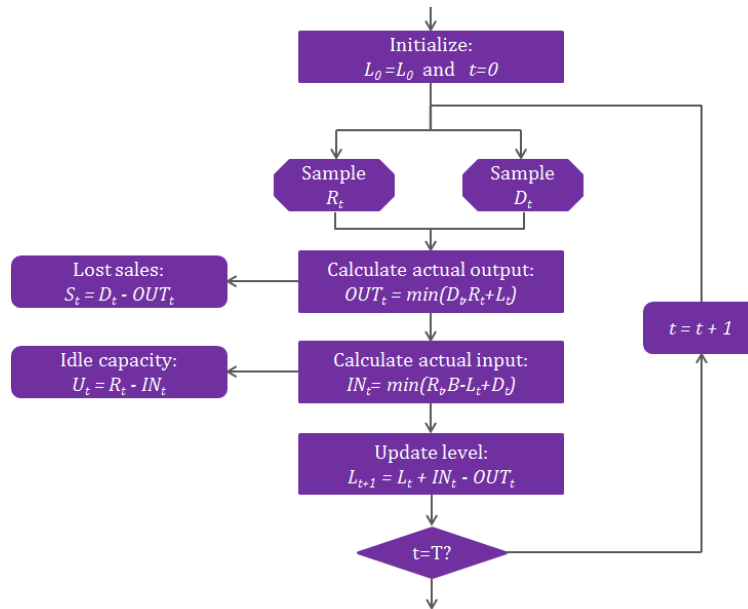 Initialize:
L₀=L₀ and t=0
Sample
Rₜ
Sample
Dₜ
Lost sales:
Sₜ = Dₜ - OUTₜ
Calculate actual output:
OUTₜ = min(Dₜ,Rₜ+Lₜ)
t = t + 1
Idle capacity:
Uₜ = Rₜ - INₜ
Calculate actual input:
INₜ= min(Rₜ,B-Lₜ+Dₜ)
Update level:
Lₜ₊₁ = Lₜ + INₜ - OUTₜ
t=T?